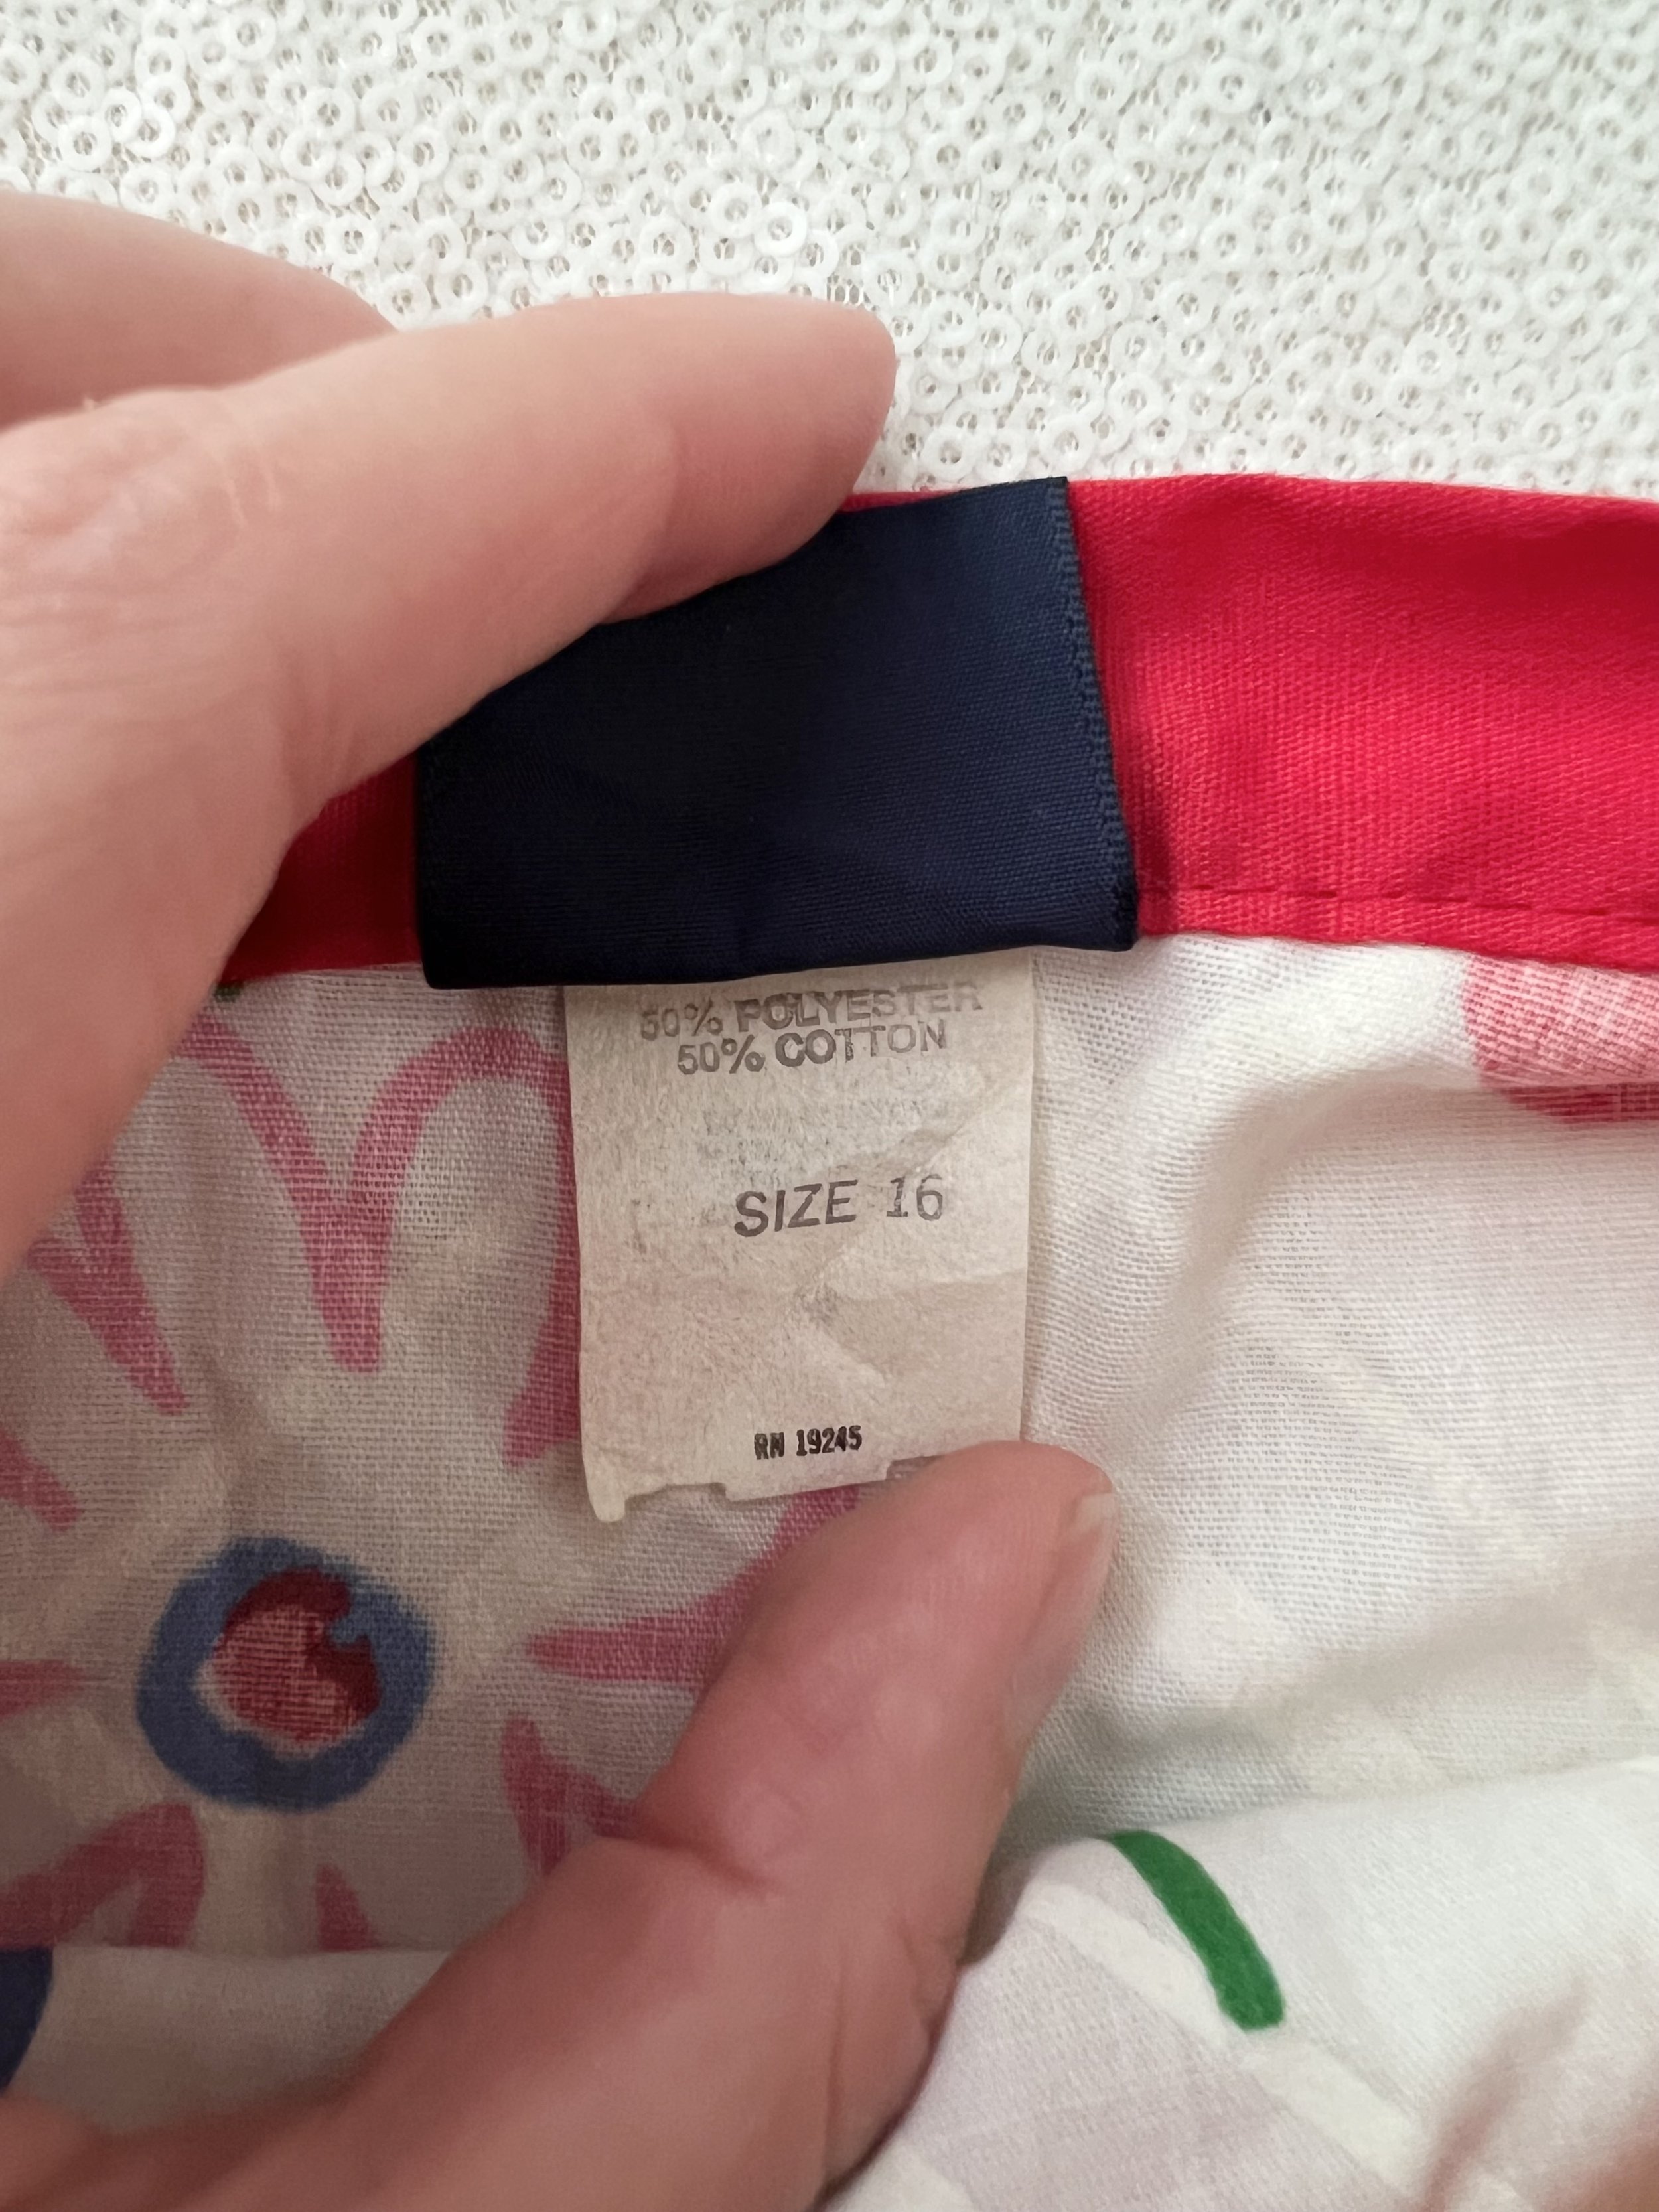 50% POLYESTER
50% COTTON
SIZE 16
RN 19245